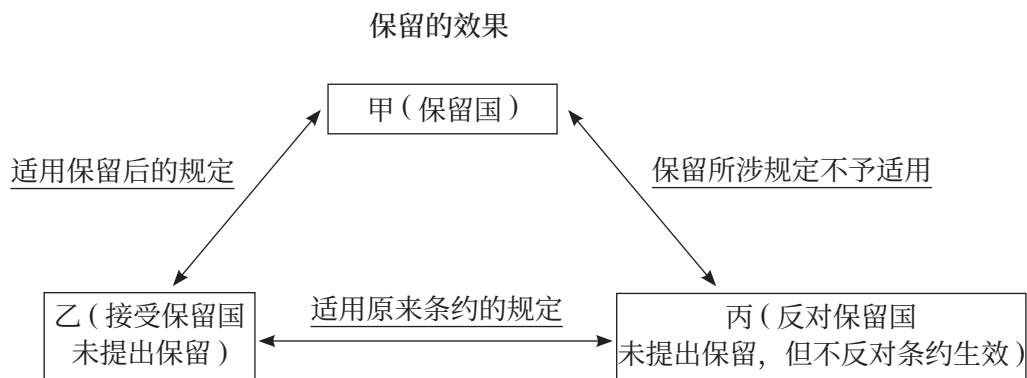 保留的效果
甲（保留国）
适用保留后的规定
保留所涉规定不予适用
乙（接受保留国
未提出保留）
适用原来条约的规定
丙（反对保留国
未提出保留，但不反对条约生效）